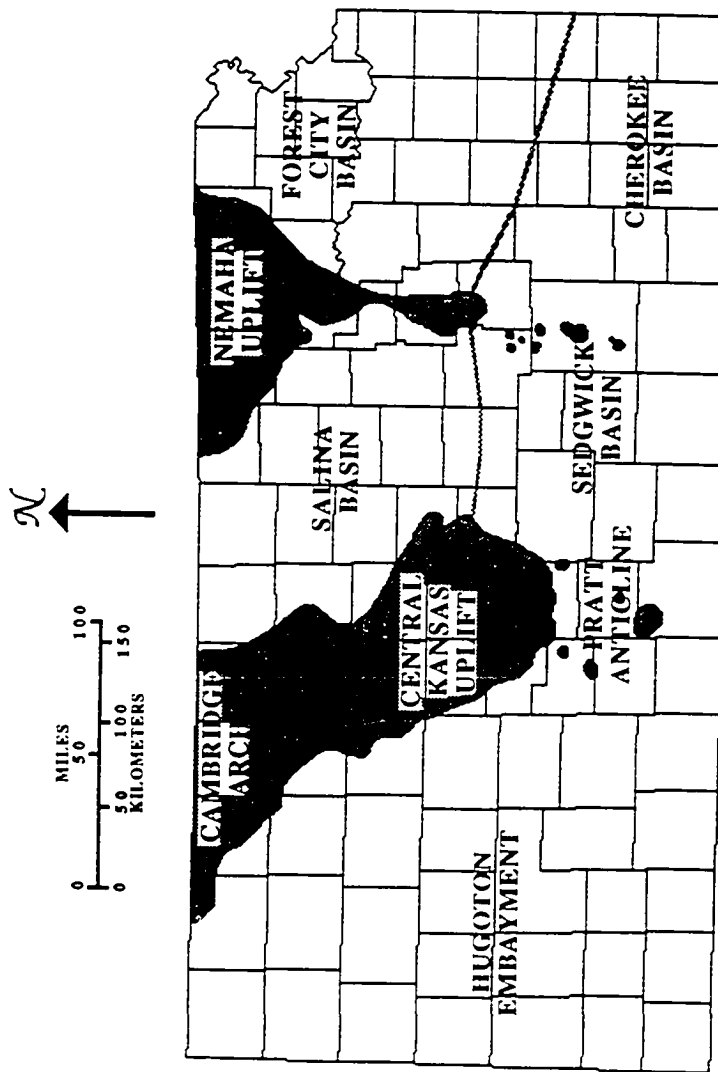 N
MILES
0 50 100
0 50 100 150
KILOMETERS
CAMBRIDGE
ARCH
NEMAHA
UPLIFT
FOREST
CITY
BASIN
SALINA
BASIN
CENTRAL
KANSAS
UPLIFT
HUGOTON
EMBAYMENT
PRATT
ANTICLINE
SEDGWICK
BASIN
CHEROKEE
BASIN